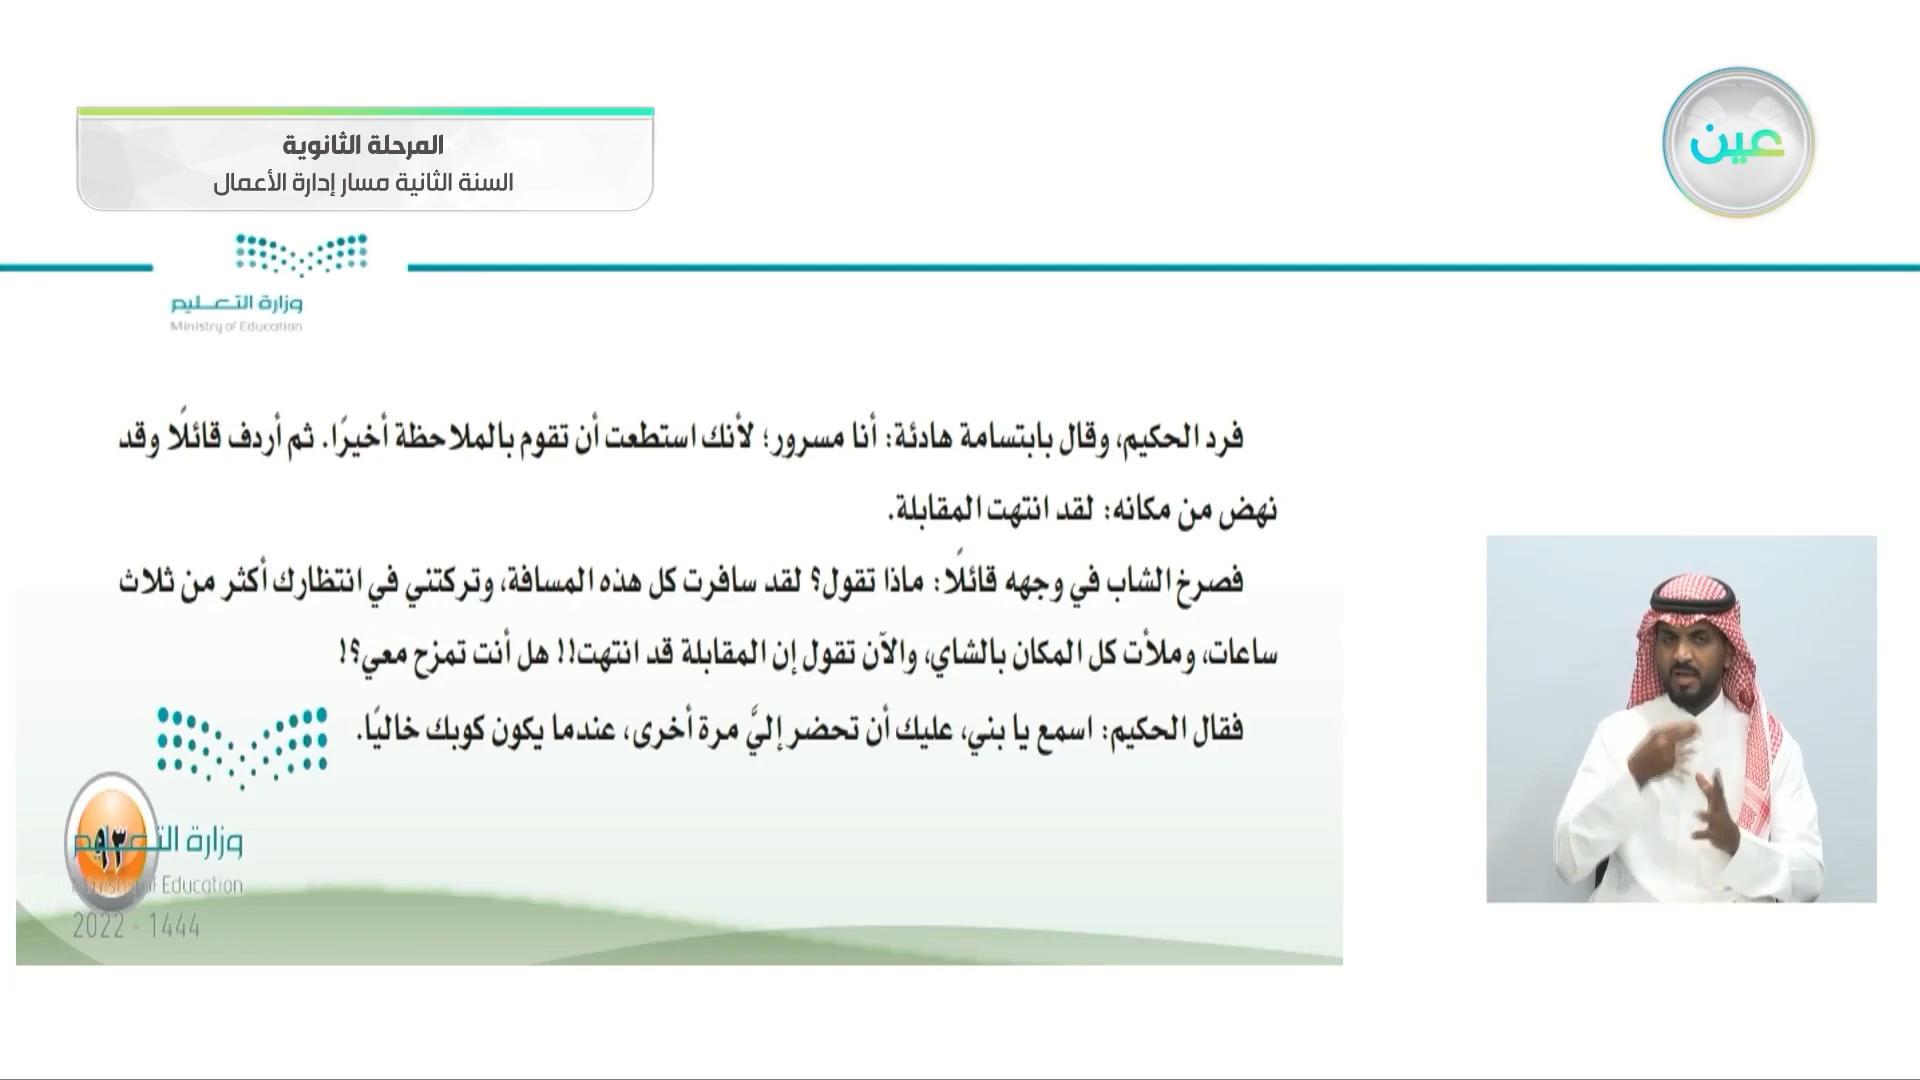 المرحلة الثانوية
السنة الثانية مسار إدارة الأعمال
عين
وزارة التعليم
Ministry of Education
فرد الحكيم، وقال بابتسامة هادئة: أنا مسرور؛ لأنك استطعت أن تقوم بالملاحظة أخيرًا. ثم أردف قائلًا وقد
نهض من مكانه: لقد انتهت المقابلة.
فصرخ الشاب في وجهه قائلًا: ماذا تقول؟ لقد سافرت كل هذه المسافة، وتركتني في انتظارك أكثر من ثلاث
ساعات، وملأت كل المكان بالشاي، والآن تقول إن المقابلة قد انتهت!! هل أنت تمزح معي؟!
فقال الحكيم: اسمع يا بني، عليك أن تحضر إليَّ مرة أخرى، عندما يكون كوبك خاليًا.
٩٣
وزارة التعليم
Ministry of Education
2022 - 1444